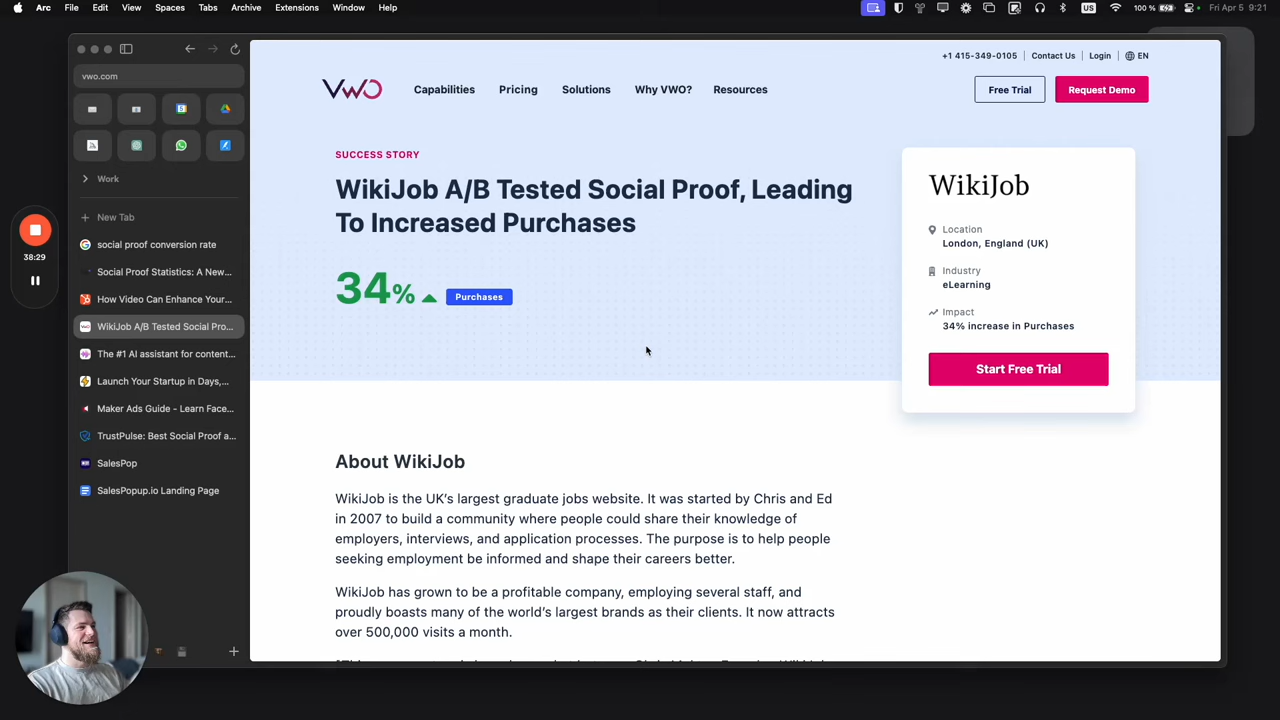 Arc File Edit View Spaces Tabs Archive Extensions Window Help
US 100 % Fri Apr 5 9:21
vwo.com
Work
New Tab
social proof conversion rate
Social Proof Statistics: A New...
How Video Can Enhance Your...
WikiJob A/B Tested Social Pro...
The #1 AI assistant for content...
Launch Your Startup in Days,...
Maker Ads Guide - Learn Face...
TrustPulse: Best Social Proof a...
SalesPop
SalesPopup.io Landing Page
38:29
+1 415-349-0105 Contact Us Login EN
VWO Capabilities Pricing Solutions Why VWO? Resources Free Trial Request Demo
SUCCESS STORY
WikiJob A/B Tested Social Proof, Leading
To Increased Purchases
34% Purchases
WikiJob
Location
London, England (UK)
Industry
eLearning
Impact
34% increase in Purchases
Start Free Trial
About WikiJob
WikiJob is the UK's largest graduate jobs website. It was started by Chris and Ed
in 2007 to build a community where people could share their knowledge of
employers, interviews, and application processes. The purpose is to help people
seeking employment be informed and shape their careers better.
WikiJob has grown to be a profitable company, employing several staff, and
proudly boasts many of the world's largest brands as their clients. It now attracts
over 500,000 visits a month.